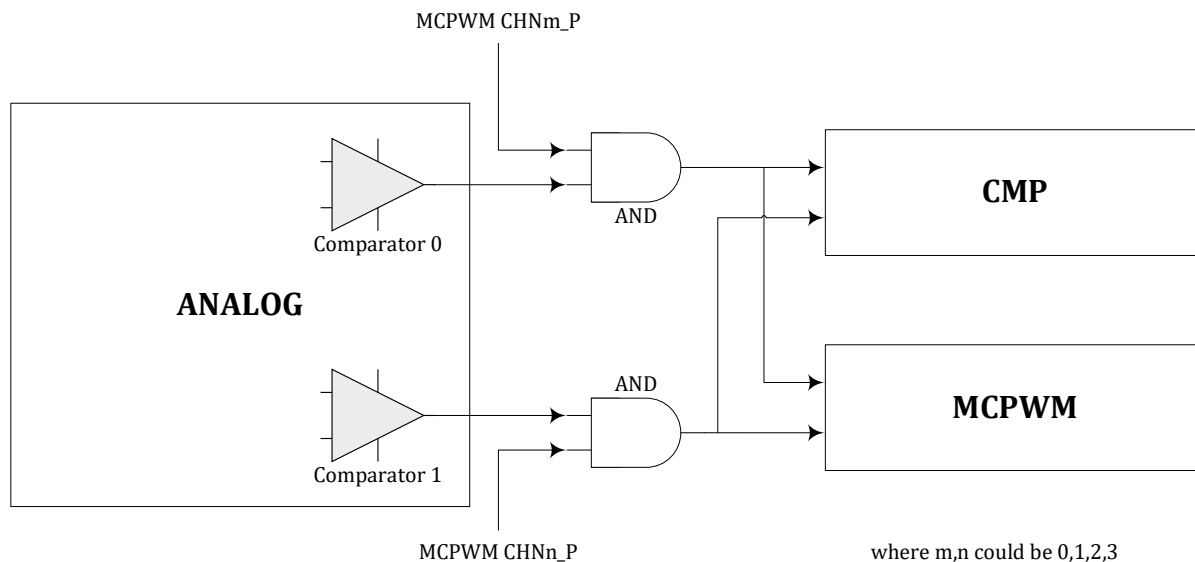 MCPWM CHNm_P
CMP
AND
Comparator 0
ANALOG
AND
MCPWM
Comparator 1
MCPWM CHNn_P
where m,n could be 0,1,2,3